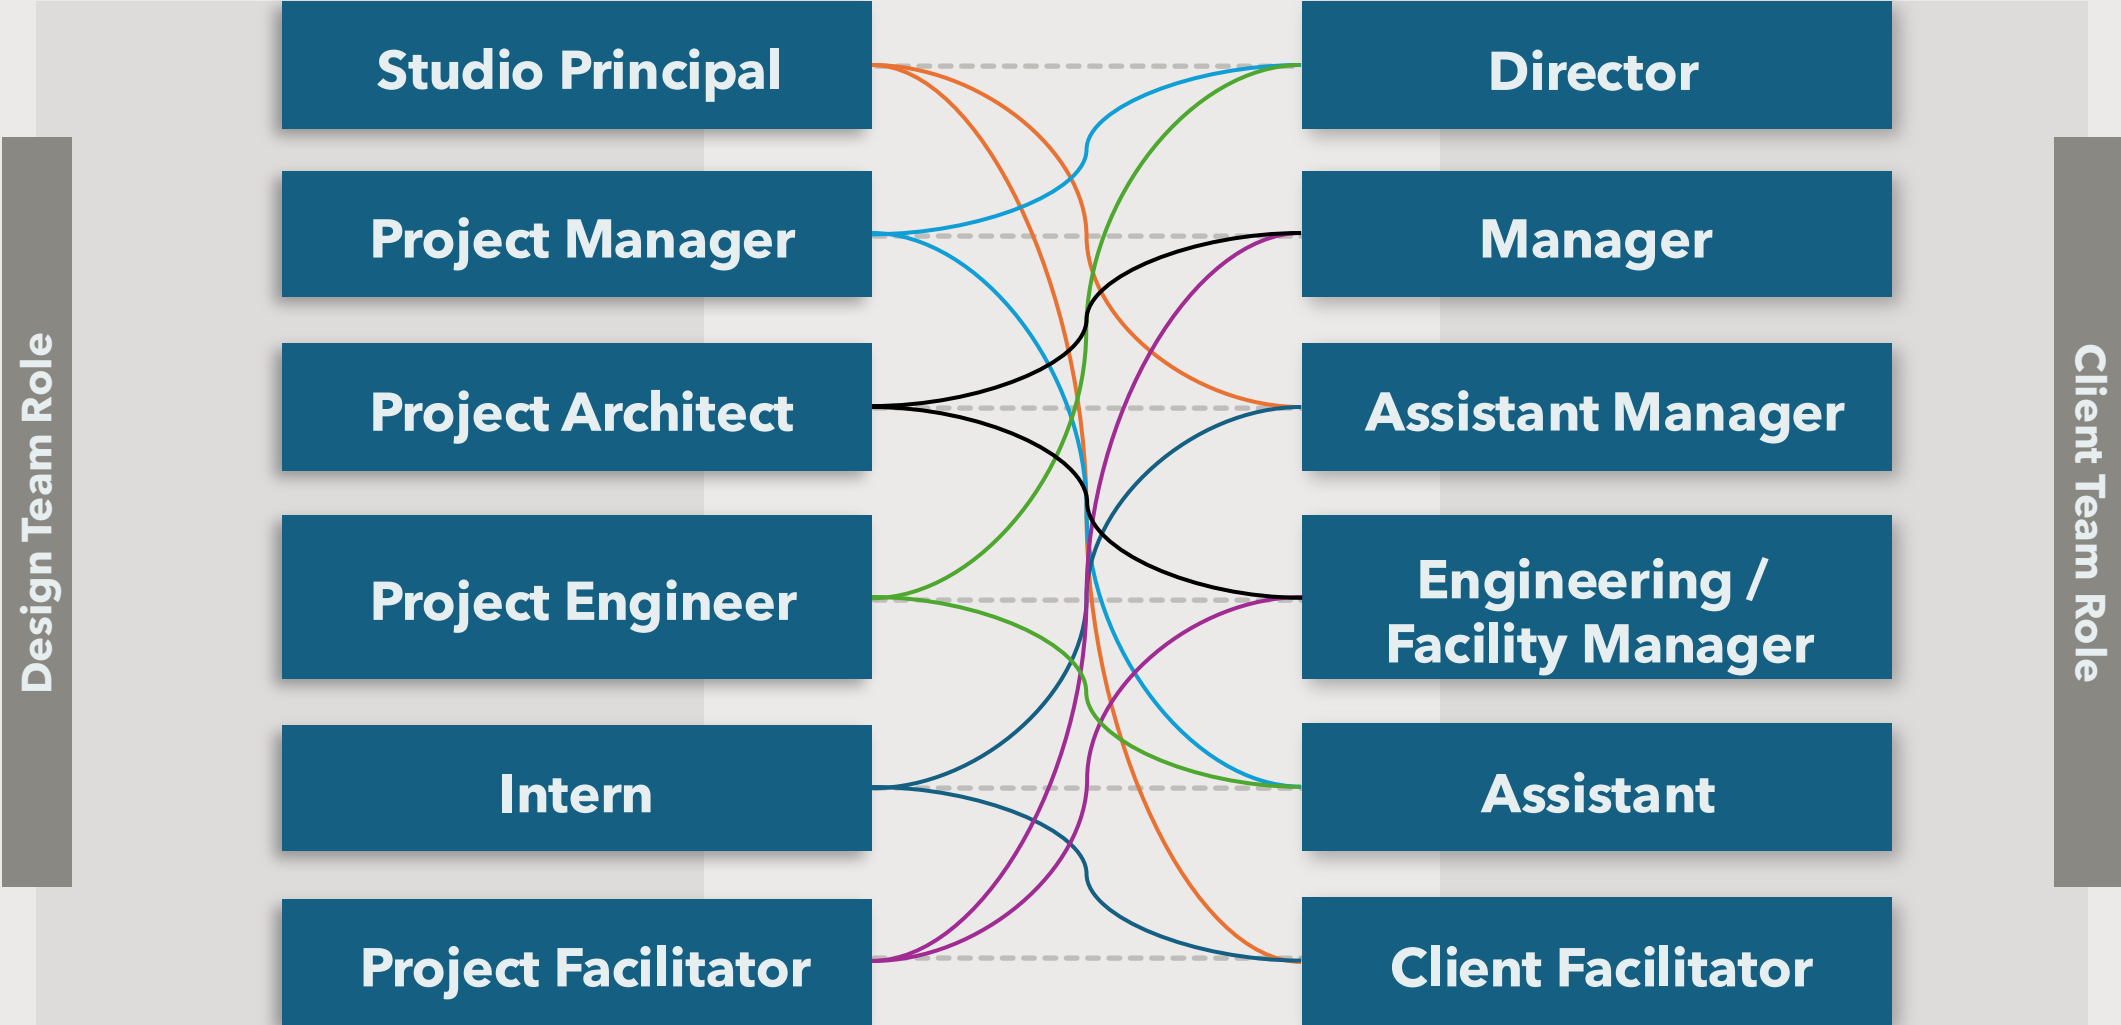 Design Team Role
Studio Principal
Project Manager
Project Architect
Project Engineer
Intern
Project Facilitator
Director
Manager
Assistant Manager
Engineering /
Facility Manager
Assistant
Client Facilitator
Client Team Role